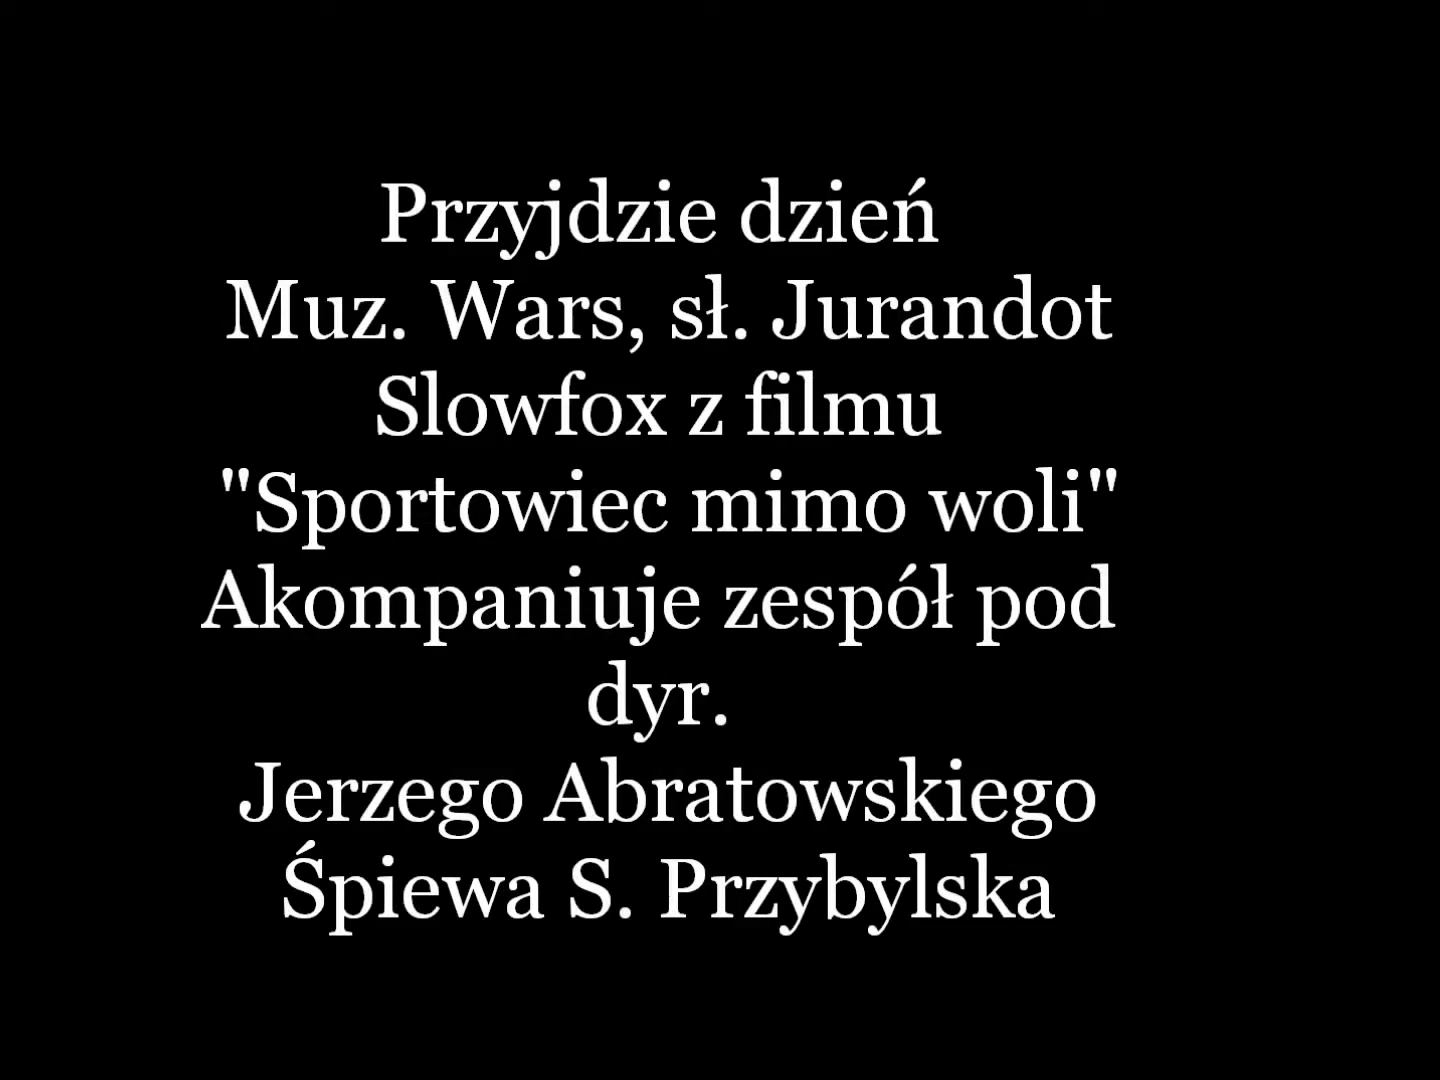 Przyjdzie dzień
Muz. Wars, sł. Jurandot
Slowfox z filmu
"Sportowiec mimo woli"
Akompaniuje zespół pod
dyr.
Jerzego Abratowskiego
Śpiewa S. Przybylska